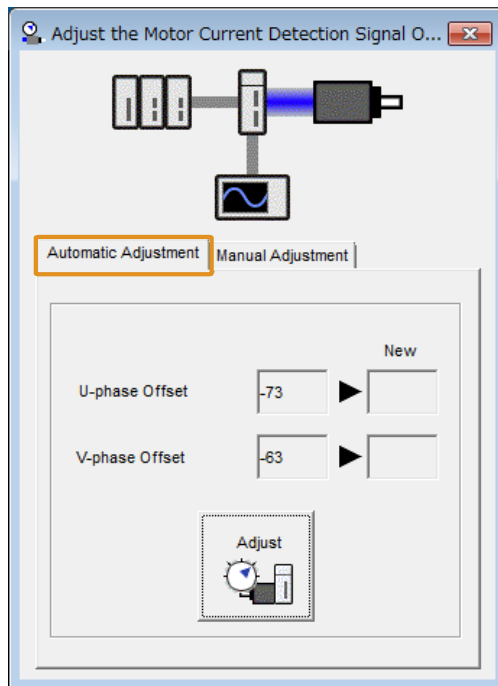 Adjust the Motor Current Detection Signal O...
Automatic Adjustment
Manual Adjustment
New
U-phase Offset
-73
V-phase Offset
-63
Adjust